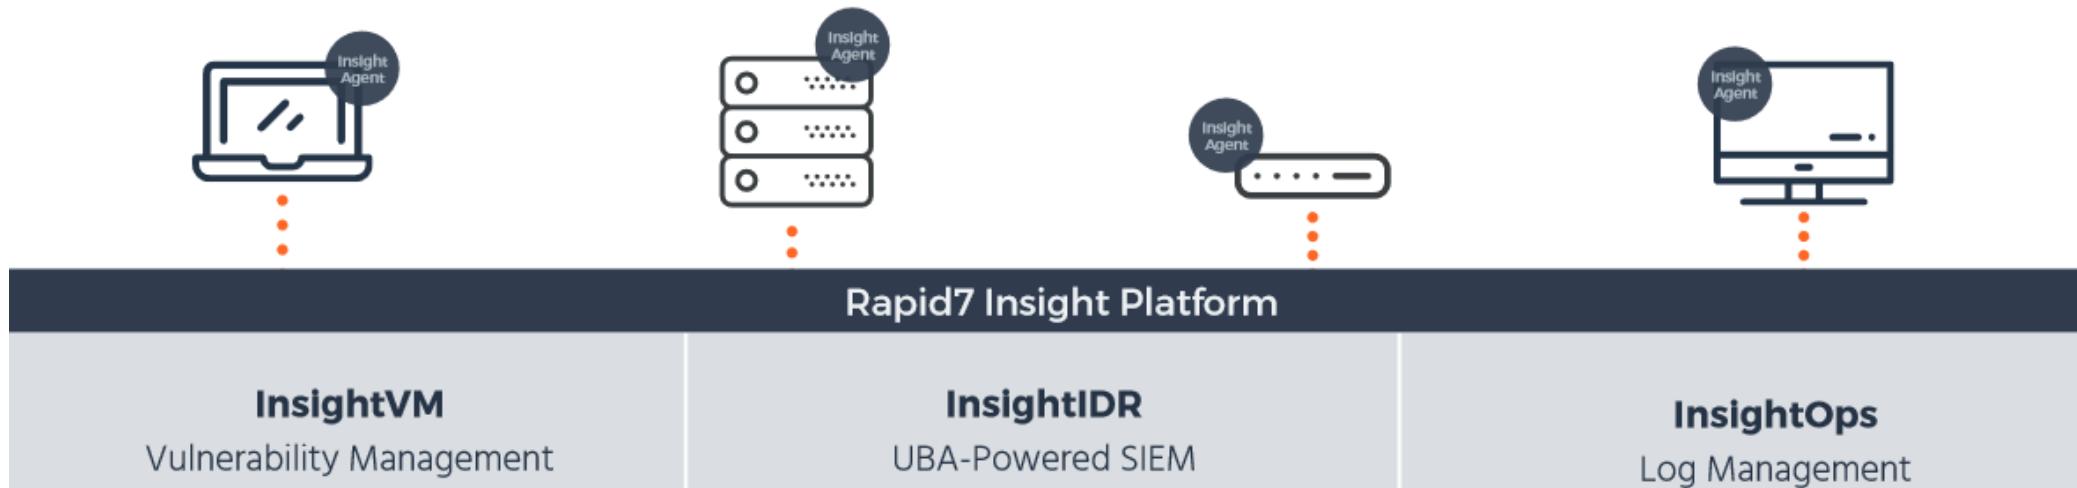 Insight
Agent
Insight
Agent
Insight
Agent
Insight
Agent
Rapid7 Insight Platform
InsightVM
Vulnerability Management
InsightIDR
UBA-Powered SIEM
InsightOps
Log Management